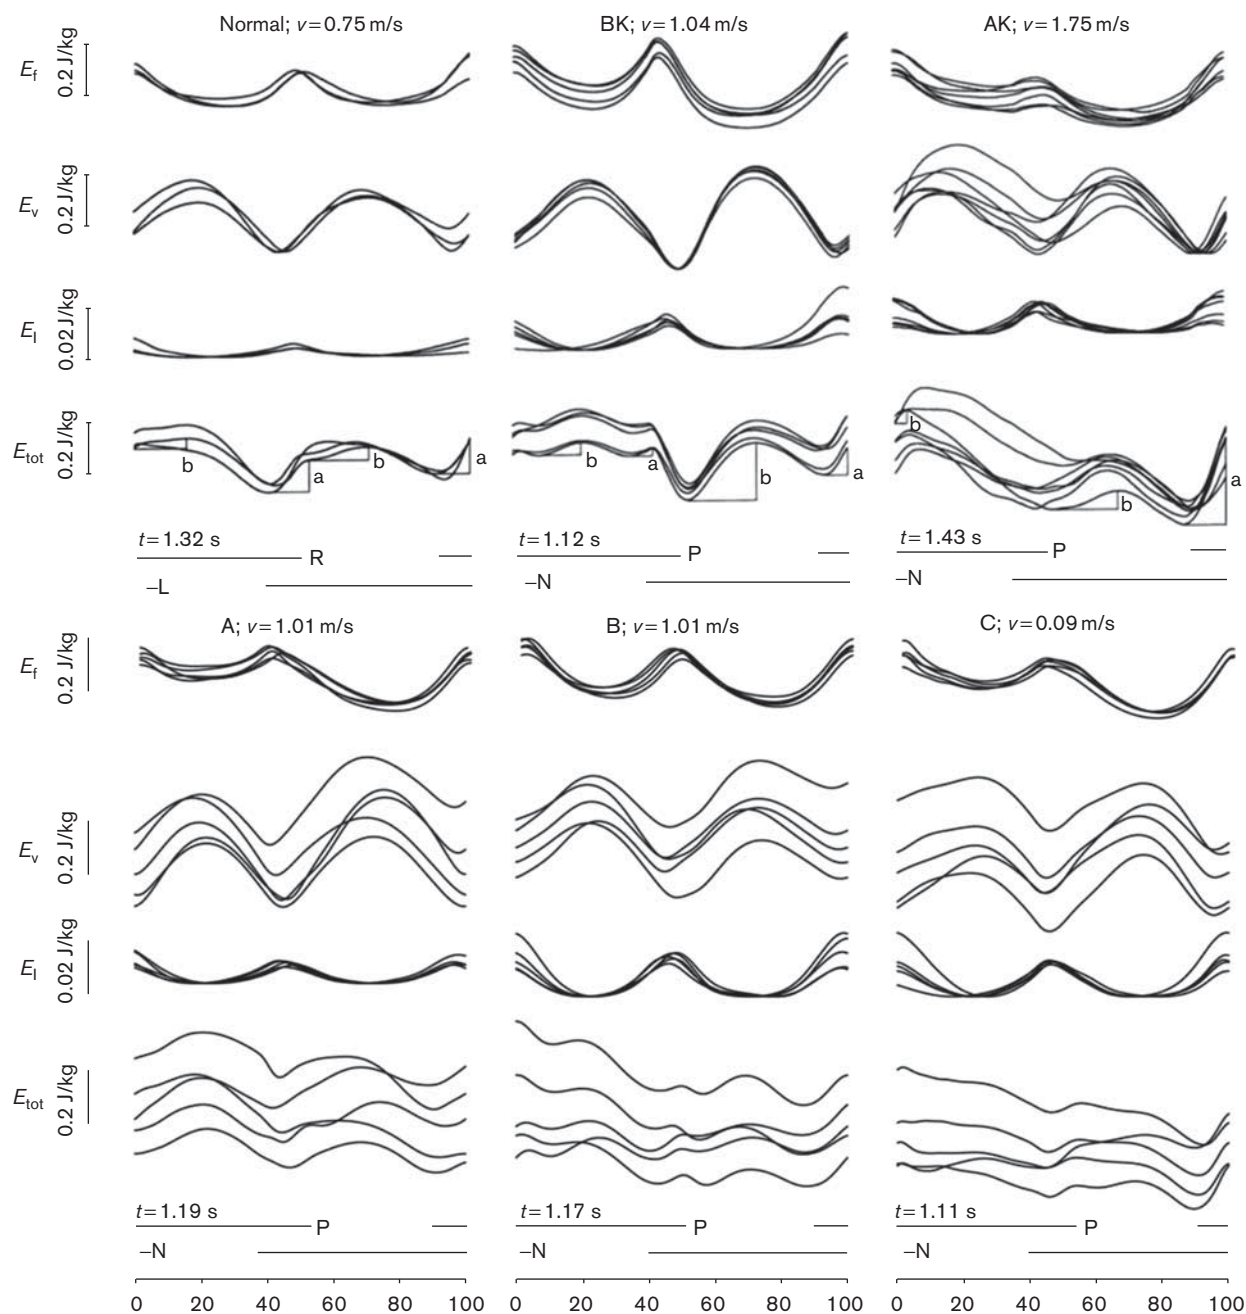 Normal; v=0.75 m/s
BK; v=1.04 m/s
AK; v=1.75 m/s
Ef
0.2 J/kg
Ev
0.2 J/kg
El
0.02 J/kg
Etot
0.2 J/kg
b
a
b
a
b
a
b
a
b
b
a
t=1.32 s
R
t=1.12 s
P
t=1.43 s
P
–L
–N
–N
A; v=1.01 m/s
B; v=1.01 m/s
C; v=0.09 m/s
Ef
0.2 J/kg
Ev
0.2 J/kg
El
0.02 J/kg
Etot
0.2 J/kg
t=1.19 s
P
t=1.17 s
P
t=1.11 s
P
–N
–N
–N
0 20 40 60 80 100
0 20 40 60 80 100
0 20 40 60 80 100